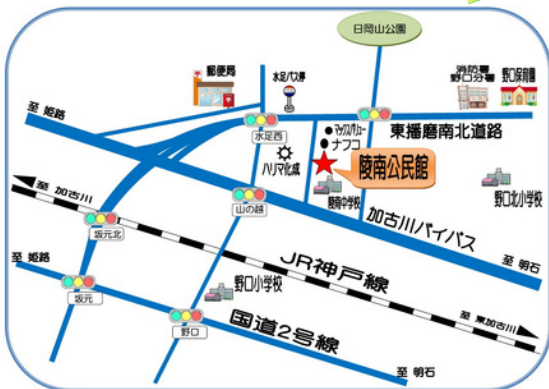 日岡山公園
郵便局
水足バス停
消防署
野口分署
野口保育園
至 姫路
水足西
マックスバリュー
ナフコ
東播磨南北道路
ハリマ化成
陵南公民館
陵南中学校
野口北小学校
至 加古川
山の越
加古川バイパス
坂元北
至 明石
JR神戸線
至 姫路
野口小学校
坂元
野口
国道2号線
至 東加古川
至 明石